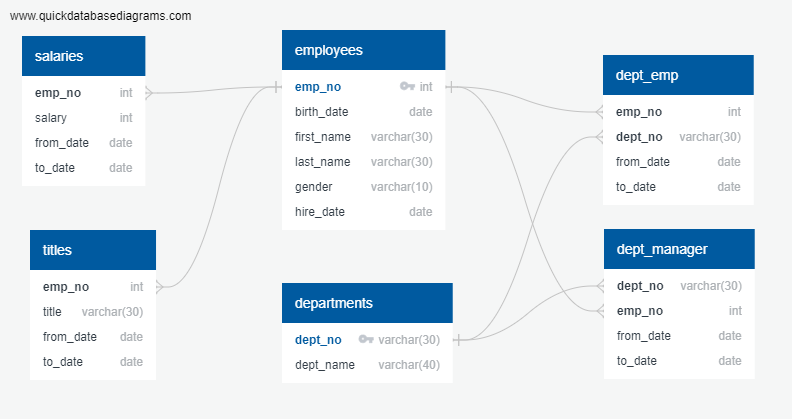 www.quickdatabasediagrams.com
salaries
emp_no int
salary int
from_date date
to_date date
titles
emp_no int
title varchar(30)
from_date date
to_date date
employees
emp_no int
birth_date date
first_name varchar(30)
last_name varchar(30)
gender varchar(10)
hire_date date
departments
dept_no varchar(30)
dept_name varchar(40)
dept_emp
emp_no int
dept_no varchar(30)
from_date date
to_date date
dept_manager
dept_no varchar(30)
emp_no int
from_date date
to_date date